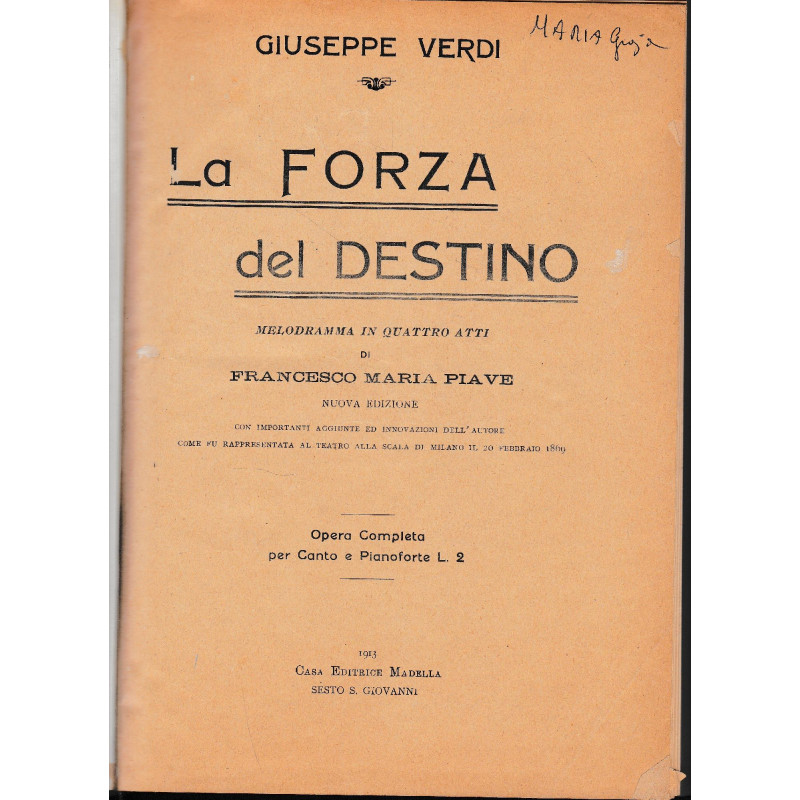 MARIA
GIUSEPPE VERDI
La FORZA
del DESTINO
MELODRAMMA IN QUATTRO ATTI
DI
FRANCESCO MARIA PIAVE
NUOVA EDIZIONE
CON IMPORTANTI AGGIUNTE ED INNOVAZIONI DELL'AUTORE
COME FU RAPPRESENTATA AL TEATRO ALLA SCALA DI MILANO IL 20 FEBBRAIO 1869
Opera Completa
per Canto e Pianoforte L. 2
1913
CASA EDITRICE MADELLA
SESTO S. GIOVANNI